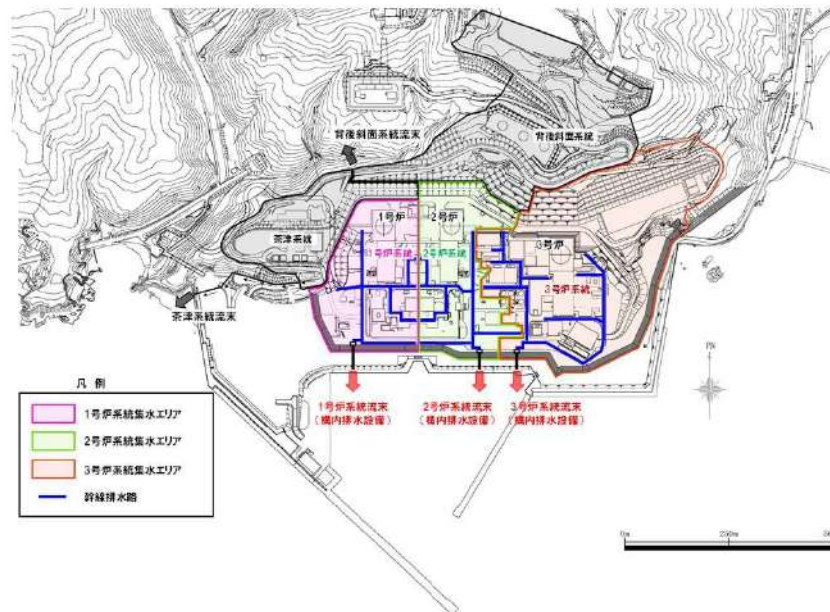 背後斜面系統流末
背後斜面系統
1号炉
2号炉
茶津系統
1号炉系統
2号炉系統
3号炉
3号炉系統
茶津系統流末
PN
1号炉系統流末
(構内排水設備)
2号炉系統流末
(構内排水設備)
3号炉系統流末
(構内排水設備)
凡 例
1号炉系統集水エリア
2号炉系統集水エリア
3号炉系統集水エリア
幹線排水路
0m
250m